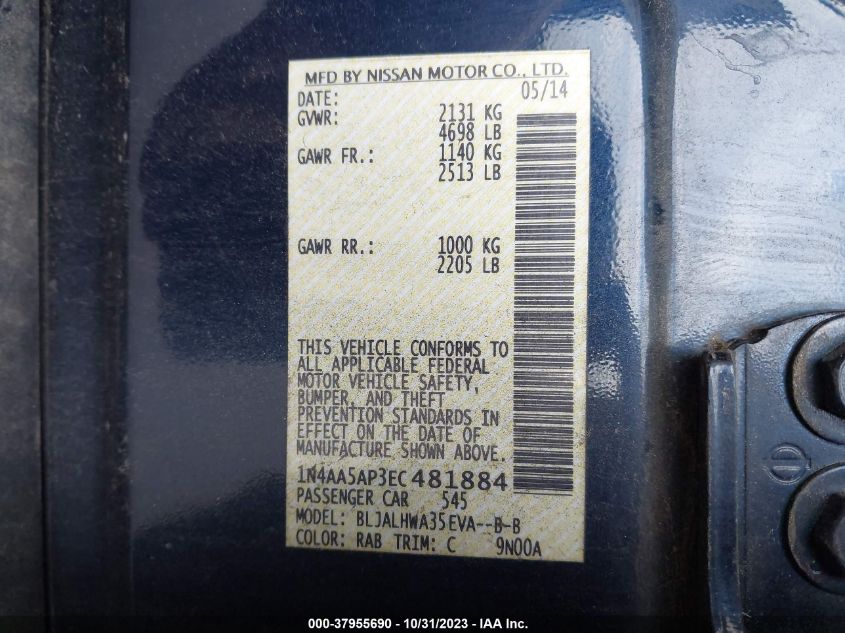 MFD BY NISSAN MOTOR CO., LTD.
DATE: 05/14
GVWR: 2131 KG
4698 LB
GAWR FR.: 1140 KG
2513 LB
GAWR RR.: 1000 KG
2205 LB
THIS VEHICLE CONFORMS TO
ALL APPLICABLE FEDERAL
MOTOR VEHICLE SAFETY,
BUMPER, AND THEFT
PREVENTION STANDARDS IN
EFFECT ON THE DATE OF
MANUFACTURE SHOWN ABOVE.
1N4AA5AP3EC481884
PASSENGER CAR 545
MODEL: BLJALHWA35EVA--B-B
COLOR: RAB TRIM: C 9N00A
000-37955690 - 10/31/2023 - IAA Inc.